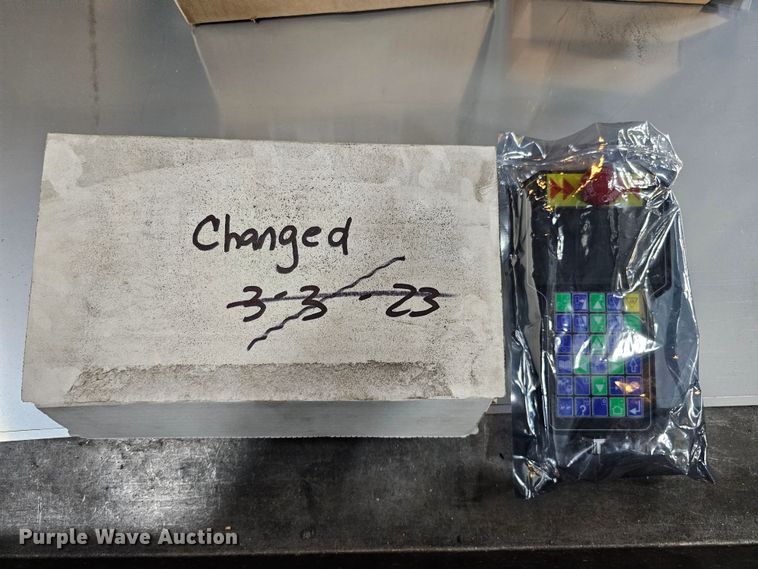 Changed
3-3-23
?
Purple Wave Auction